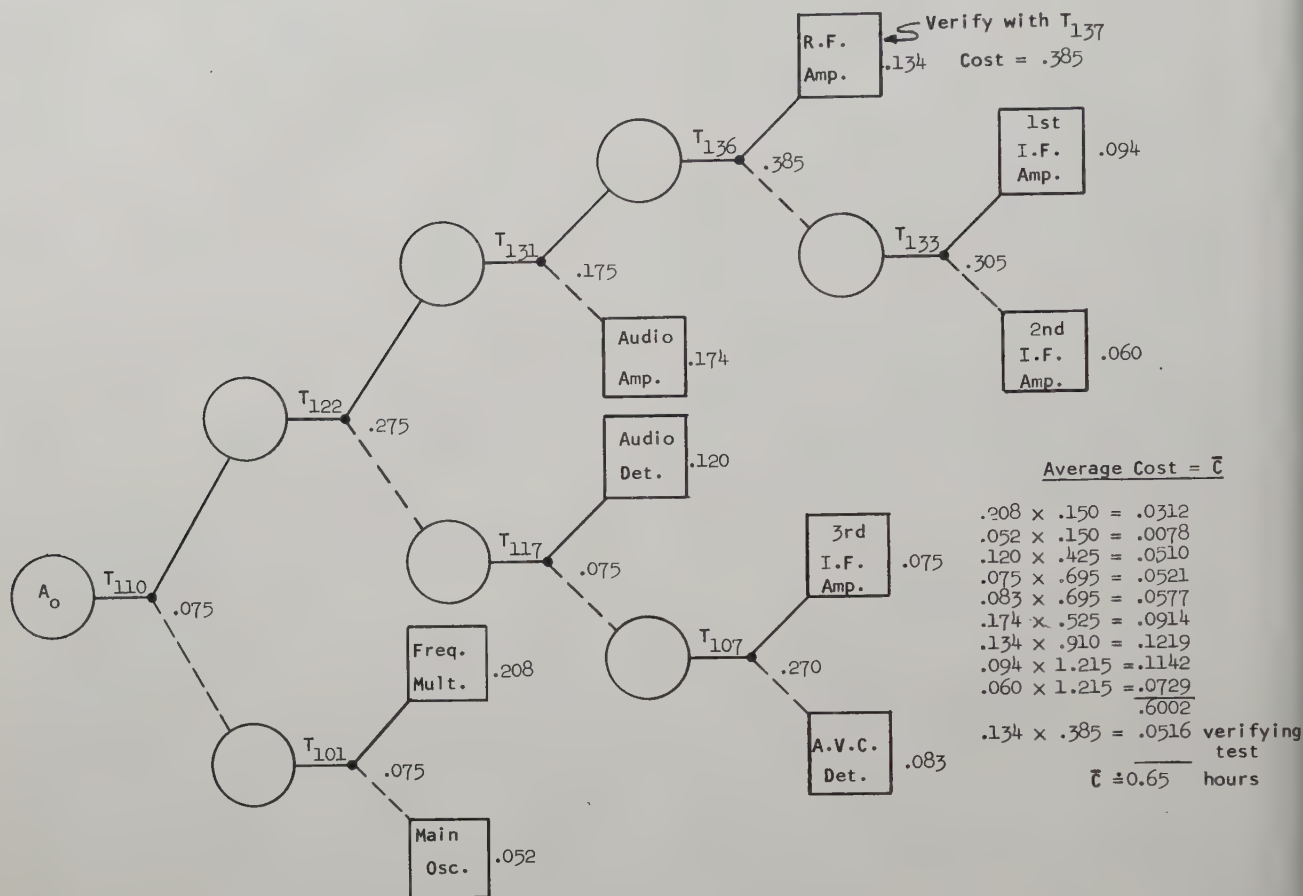 Verify with T137
R.F.
Amp.
.134
Cost = .385
T136
.385
1st
I.F.
Amp.
.094
T133
.305
2nd
I.F.
Amp.
.060
T131
.175
Audio
Amp.
.174
T122
.275
Audio
Det.
.120
T117
.075
3rd
I.F.
Amp.
.075
T107
.270
A.V.C.
Det.
.083
Ao
T110
.075
Freq.
Mult.
.208
T101
.075
Main
Osc.
.052
Average Cost = C̄
.208 × .150 = .0312
.052 × .150 = .0078
.120 × .425 = .0510
.075 × .695 = .0521
.083 × .695 = .0577
.174 × .525 = .0914
.134 × .910 = .1219
.094 × 1.215 = .1142
.060 × 1.215 = .0729
.6002
.134 × .385 = .0516 verifying
test
C̄ ≐ 0.65 hours